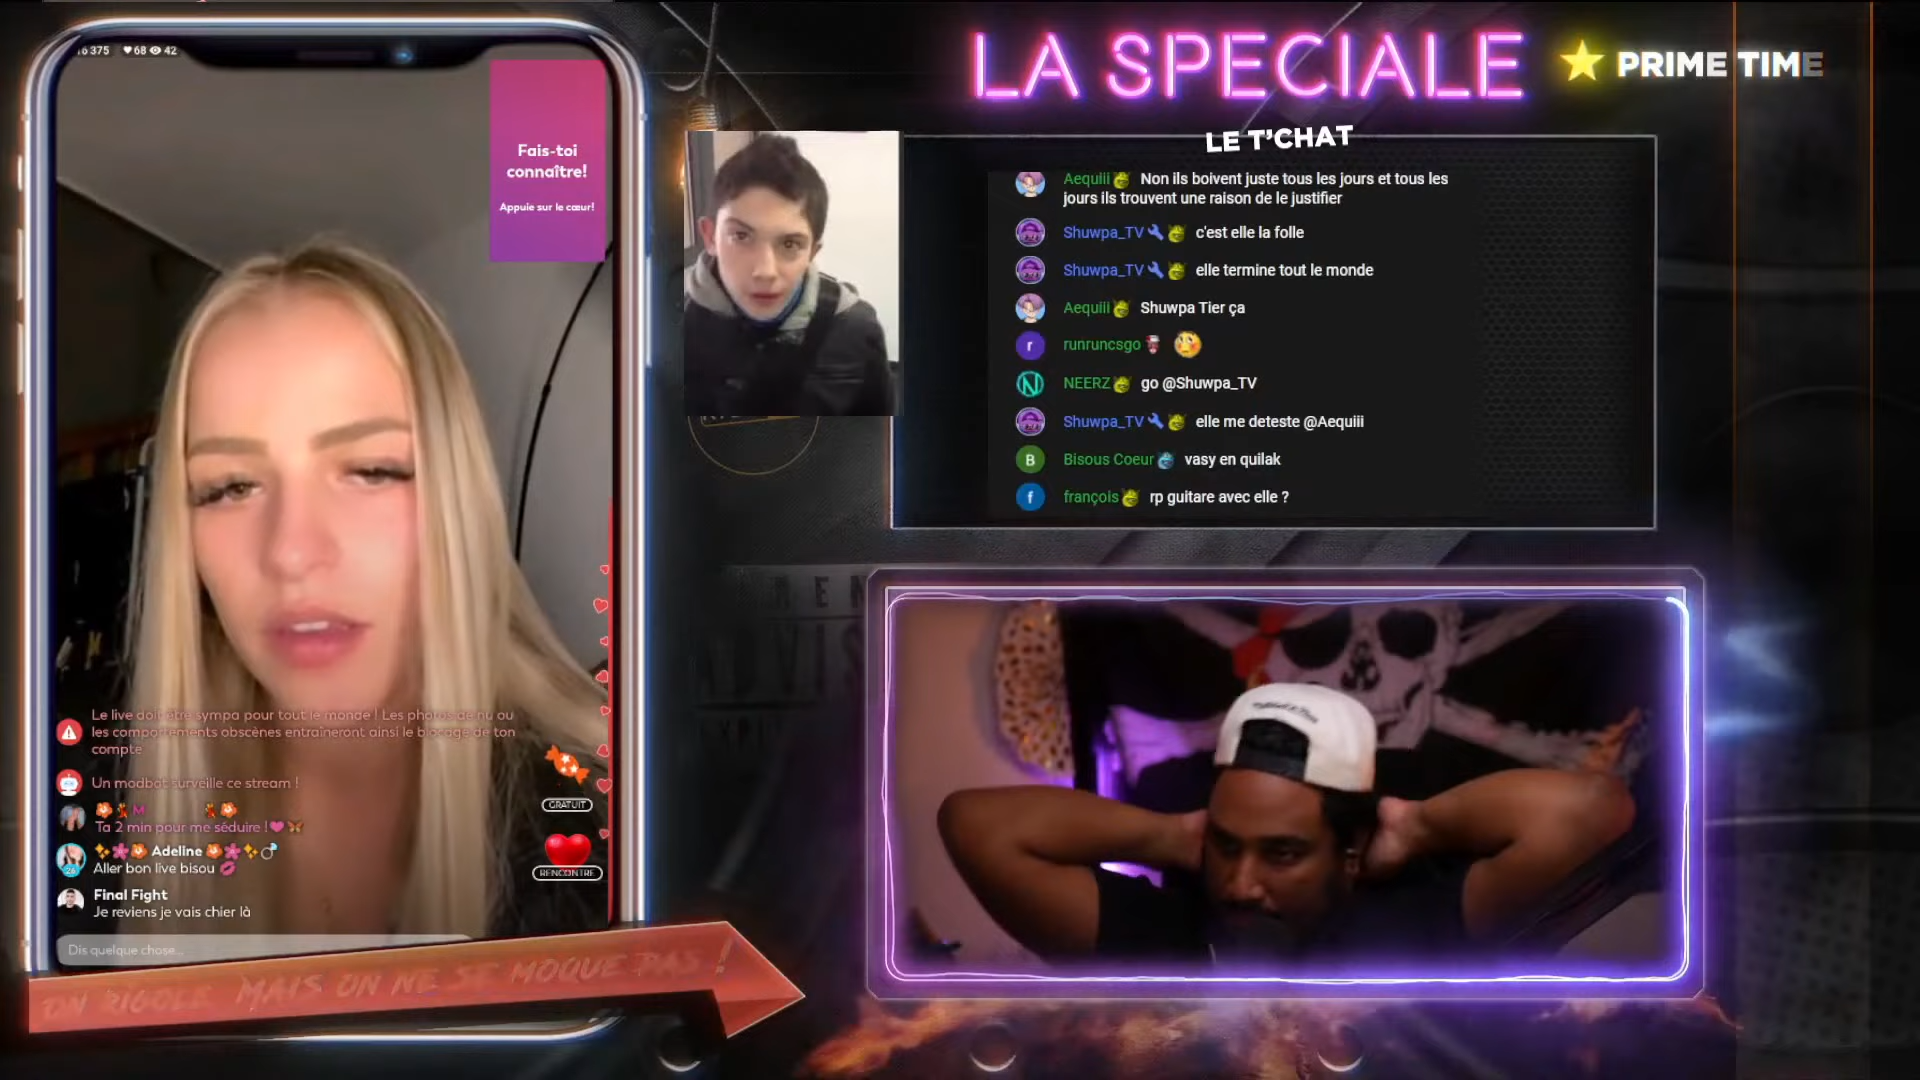 6 375 68 42
Fais-toi
connaître!
Appuie sur le cœur!
Le live doit être sympa pour tout le monde ! Les photos de nu ou
les comportements obscènes entraîneront ainsi le blocage de ton
compte
Un modbot surveille ce stream !
M
Ta 2 min pour me séduire !
26
Adeline
Aller bon live bisou
Final Fight
Je reviens je vais chier là
Dis quelque chose...
GRATUIT
RENCONTRE
ON RIGOLE MAIS ON NE SE MOQUE PAS !
LA SPECIALE
PRIME TIME
LE T'CHAT
Aequiii Non ils boivent juste tous les jours et tous les
jours ils trouvent une raison de le justifier
Shuwpa_TV c'est elle la folle
Shuwpa_TV elle termine tout le monde
Aequiii Shuwpa Tier ça
r runruncsgo
N NEERZ go @Shuwpa_TV
Shuwpa_TV elle me deteste @Aequiii
B Bisous Coeur vasy en quilak
f françois rp guitare avec elle ?